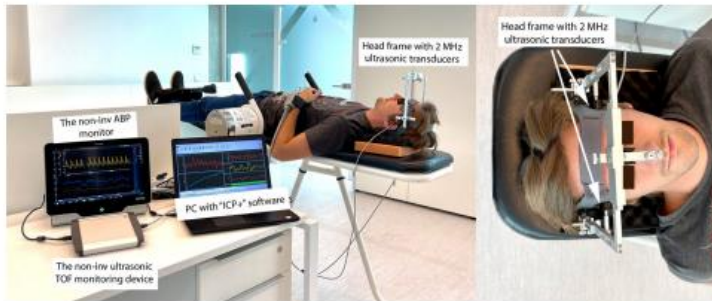 Head frame with 2 MHz
ultrasonic transducers
Head frame with 2 MHz
ultrasonic transducers
The non-inv ABP
monitor
PC with "ICP+" software
The non-inv ultrasonic
TOF monitoring device